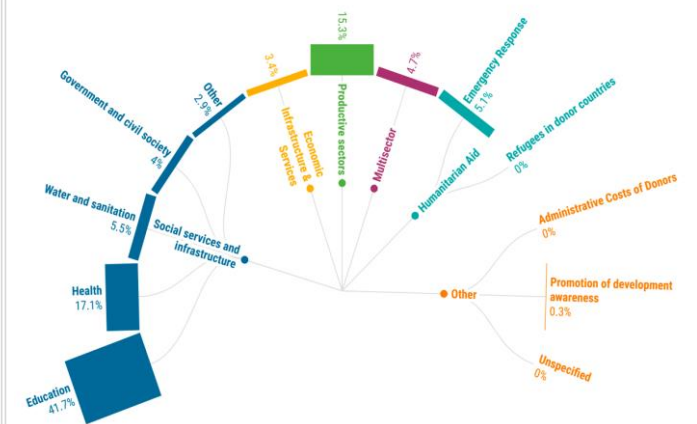 Education
41.7%
Health
17.1%
Water and sanitation
5.5%
Government and civil society
4%
Other
2.9%
Social services and
infrastructure
3.4%
Economic
Infrastructure &
Services
15.3%
Productive sectors
4.7%
Multisector
Emergency Response
5.1%
Refugees in donor countries
0%
Humanitarian Aid
Other
Administrative Costs of Donors
0%
Promotion of development
awareness
0.3%
Unspecified
0%